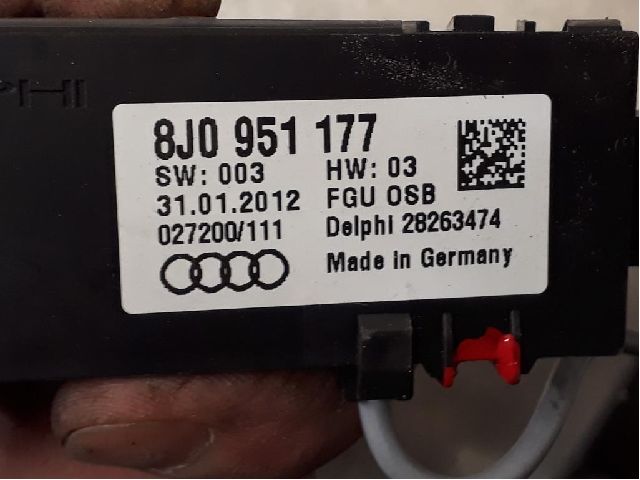 8J0 951 177
SW: 003 HW: 03
31.01.2012 FGU OSB
027200/111 Delphi 28263474
Made in Germany